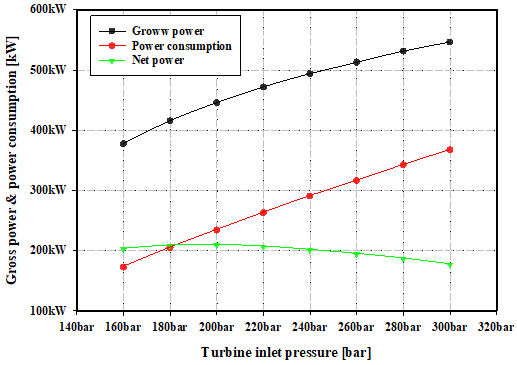 600kW
500kW
400kW
300kW
200kW
100kW
Gross power & power consumption [kW]
Groww power
Power consumption
Net power
140bar 160bar 180bar 200bar 220bar 240bar 260bar 280bar 300bar 320bar
Turbine inlet pressure [bar]